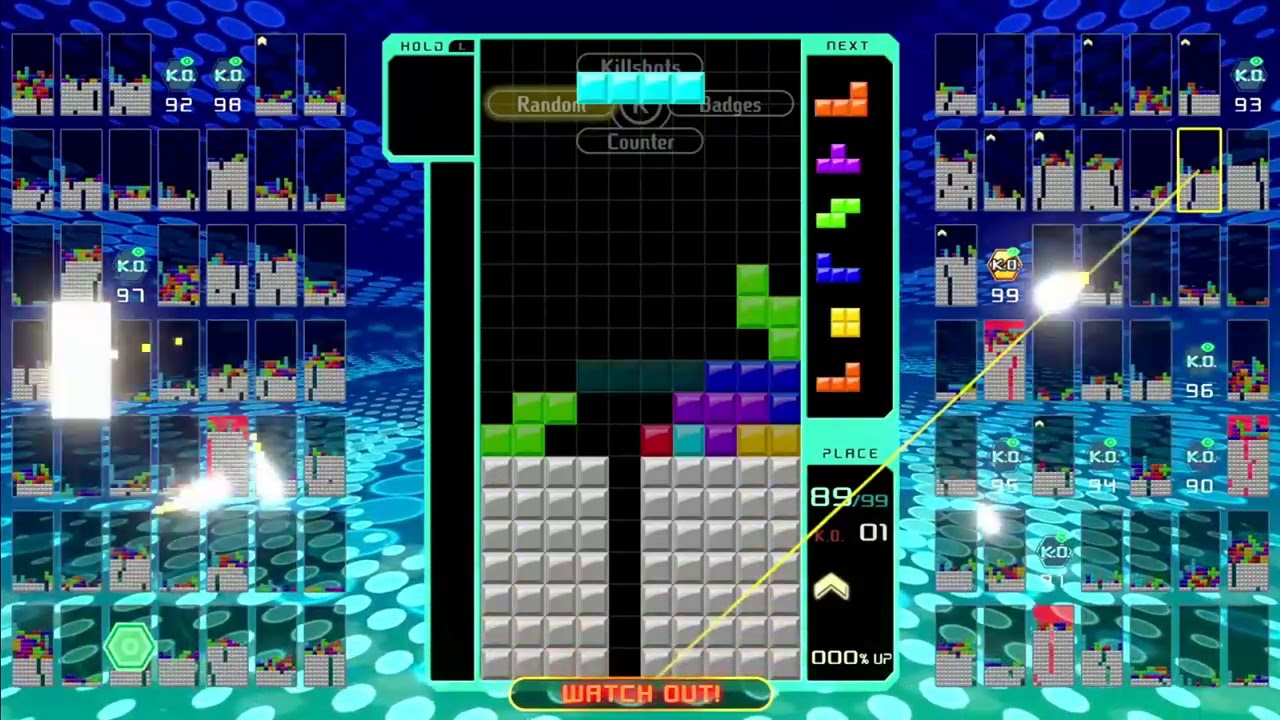 HOLD L
NEXT
Killshots
Random
K
Badges
Counter
K.O.
92
K.O.
98
K.O.
93
K.O.
97
K.O.
99
K.O.
96
K.O.
95
K.O.
94
K.O.
90
K.O.
91
PLACE
89/99
K.O. 01
000% UP
WATCH OUT!